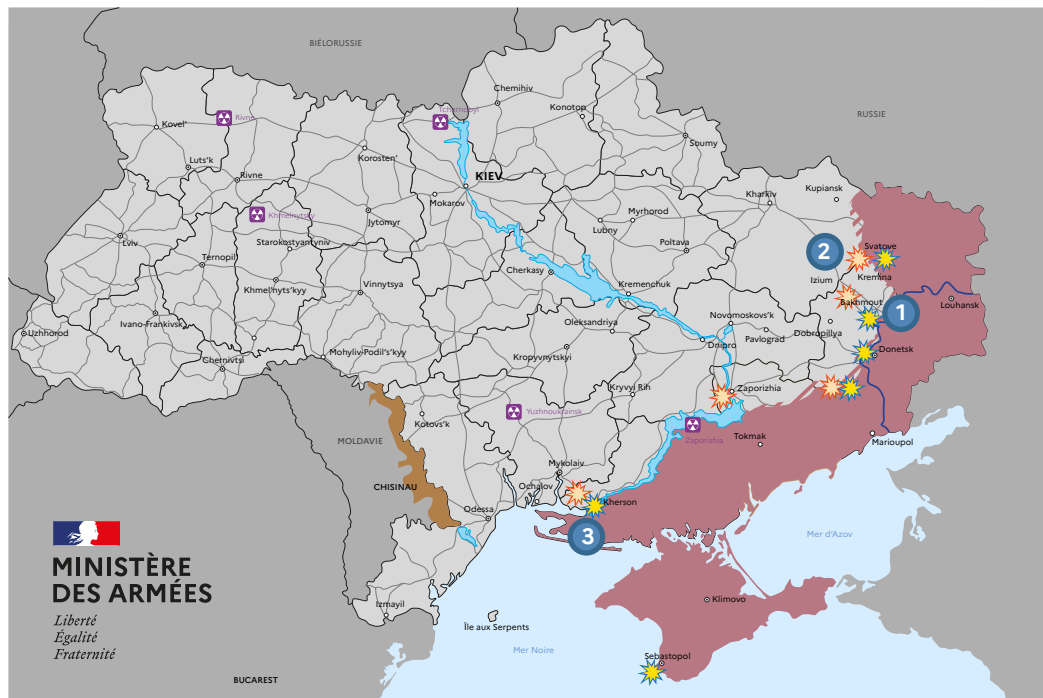 BIÉLORUSSIE
RUSSIE
Chernihiv
Tchernobyl
Konotop
Rivne
Kovel'
Soumy
Korosten'
Luts'k
Rivne
KIEV
Kupiansk
Kharkiv
Mokarov
Myrhorod
Khmelnytsky
Jytomyr
Lubny
Lviv
Starokostyantyniv
Poltava
2
Svatove
Ternopil
Cherkasy
Kremina
Izium
Khmel'nyts'kyy
Vinnytsya
Kremenchuk
Bakhmout
Louhansk
1
Ivano-Frankivsk
Oleksandriya
Novomoskovs'k
Uzhhorod
Dobropillya
Pavlograd
Dnipro
Mohyliv-Podil's'kyy
Kropyvnytskyi
Donetsk
Chernivtsi
Kryvyi Rih
Zaporizhia
Yuzhnoukrainsk
Kotovs'k
MOLDAVIE
Zaporizhia
Tokmak
Marioupol
Mykolaiv
CHISINAU
Ochakov
Kherson
Odessa
3
Mer d'Azov
MINISTÈRE
DES ARMÉES
Liberté
Égalité
Fraternité
Klimovo
Izmayil
Île aux Serpents
Mer Noire
Sebastopol
BUCAREST